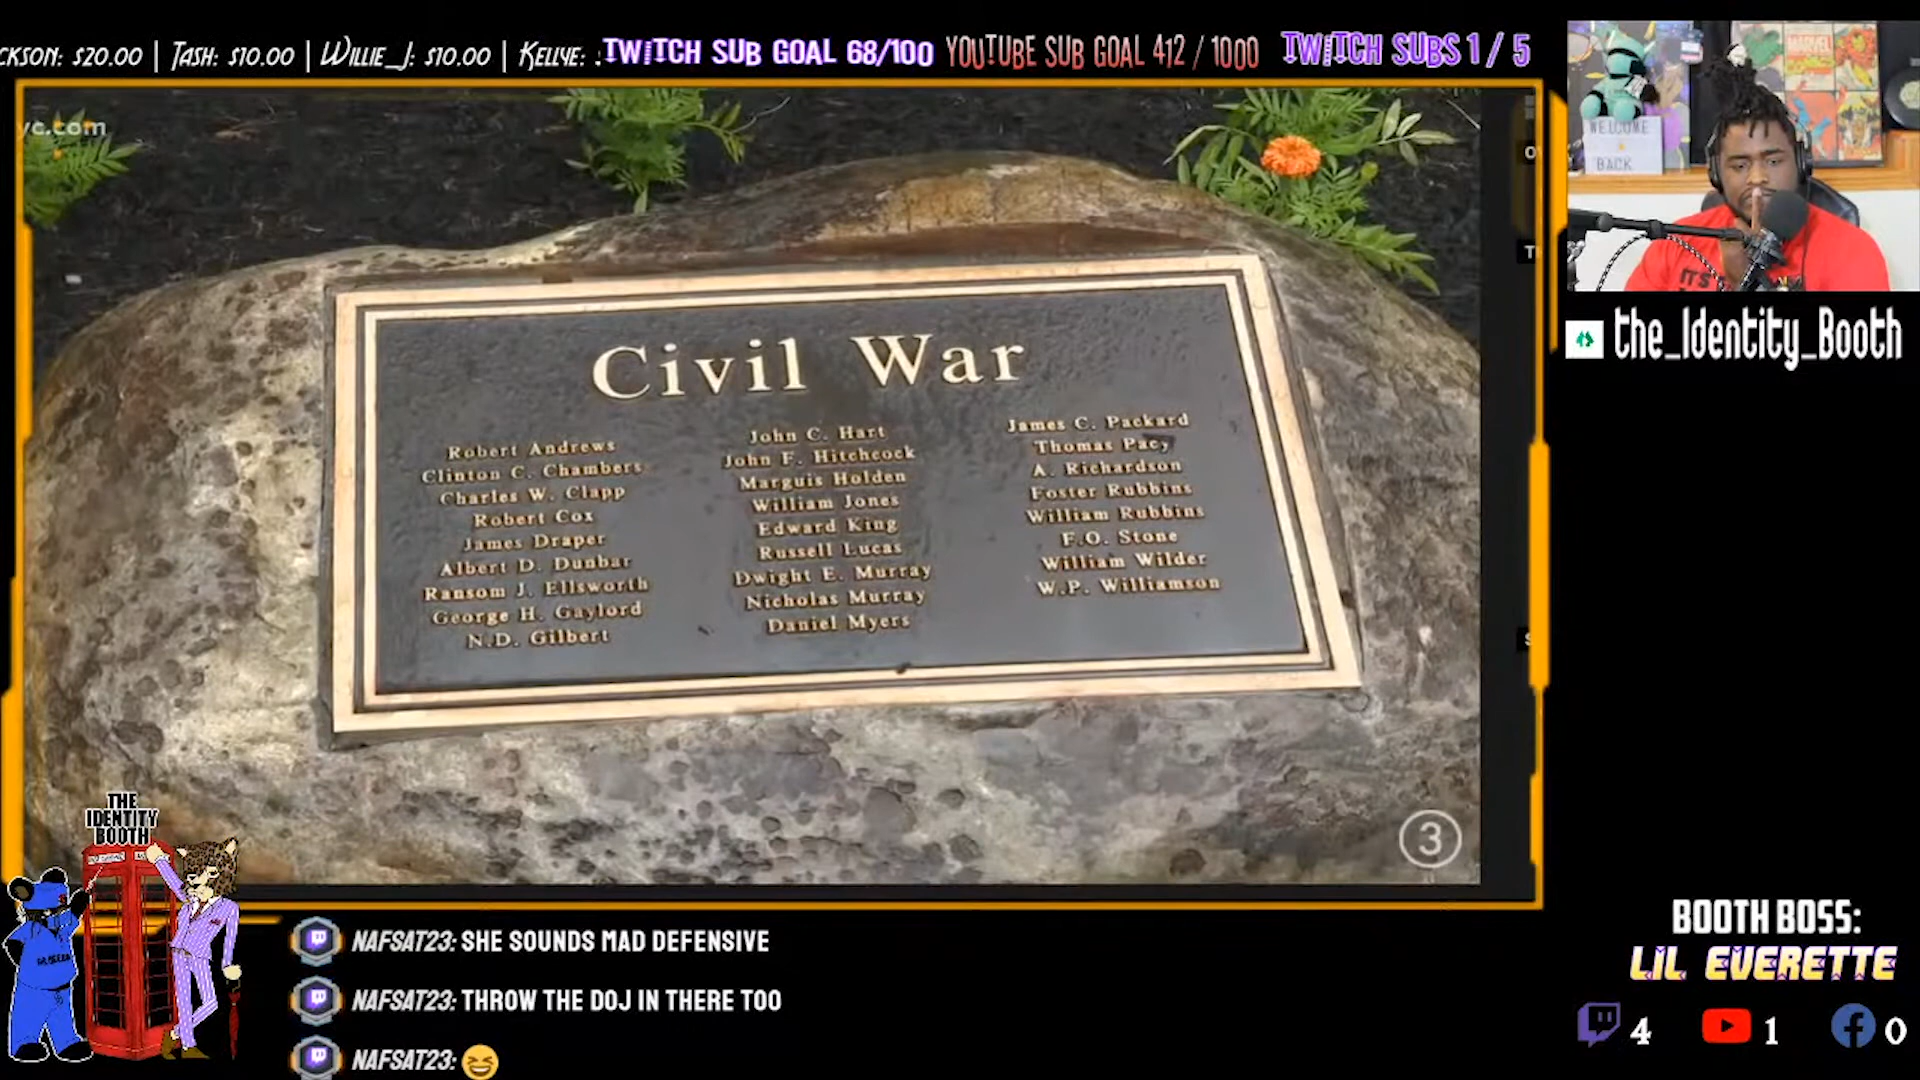 CKSON: $20.00 | TASH: $10.00 | WILLIE_J: $10.00 | KELLYE: 
TWITCH SUB GOAL 68/100
YOUTUBE SUB GOAL 412 / 1000
TWITCH SUBS 1 / 5
yc.com
Civil War
Robert Andrews
Clinton C. Chambers
Charles W. Clapp
Robert Cox
James Draper
Albert D. Dunbar
Ransom J. Ellsworth
George H. Gaylord
N.D. Gilbert
John C. Hart
John F. Hitchcock
Marguis Holden
William Jones
Edward King
Russell Lucas
Dwight E. Murray
Nicholas Murray
Daniel Myers
James C. Packard
Thomas Pacy
A. Richardson
Foster Rubbins
William Rubbins
F.O. Stone
William Wilder
W.P. Williamson
3
WELCOME
BACK
MARVEL
IT'S
the_Identity_Booth
THE
IDENTITY
BOOTH
NAFSAT23: SHE SOUNDS MAD DEFENSIVE
NAFSAT23: THROW THE DOJ IN THERE TOO
NAFSAT23: 😆
BOOTH BOSS:
LIL EVERETTE
4
1
0